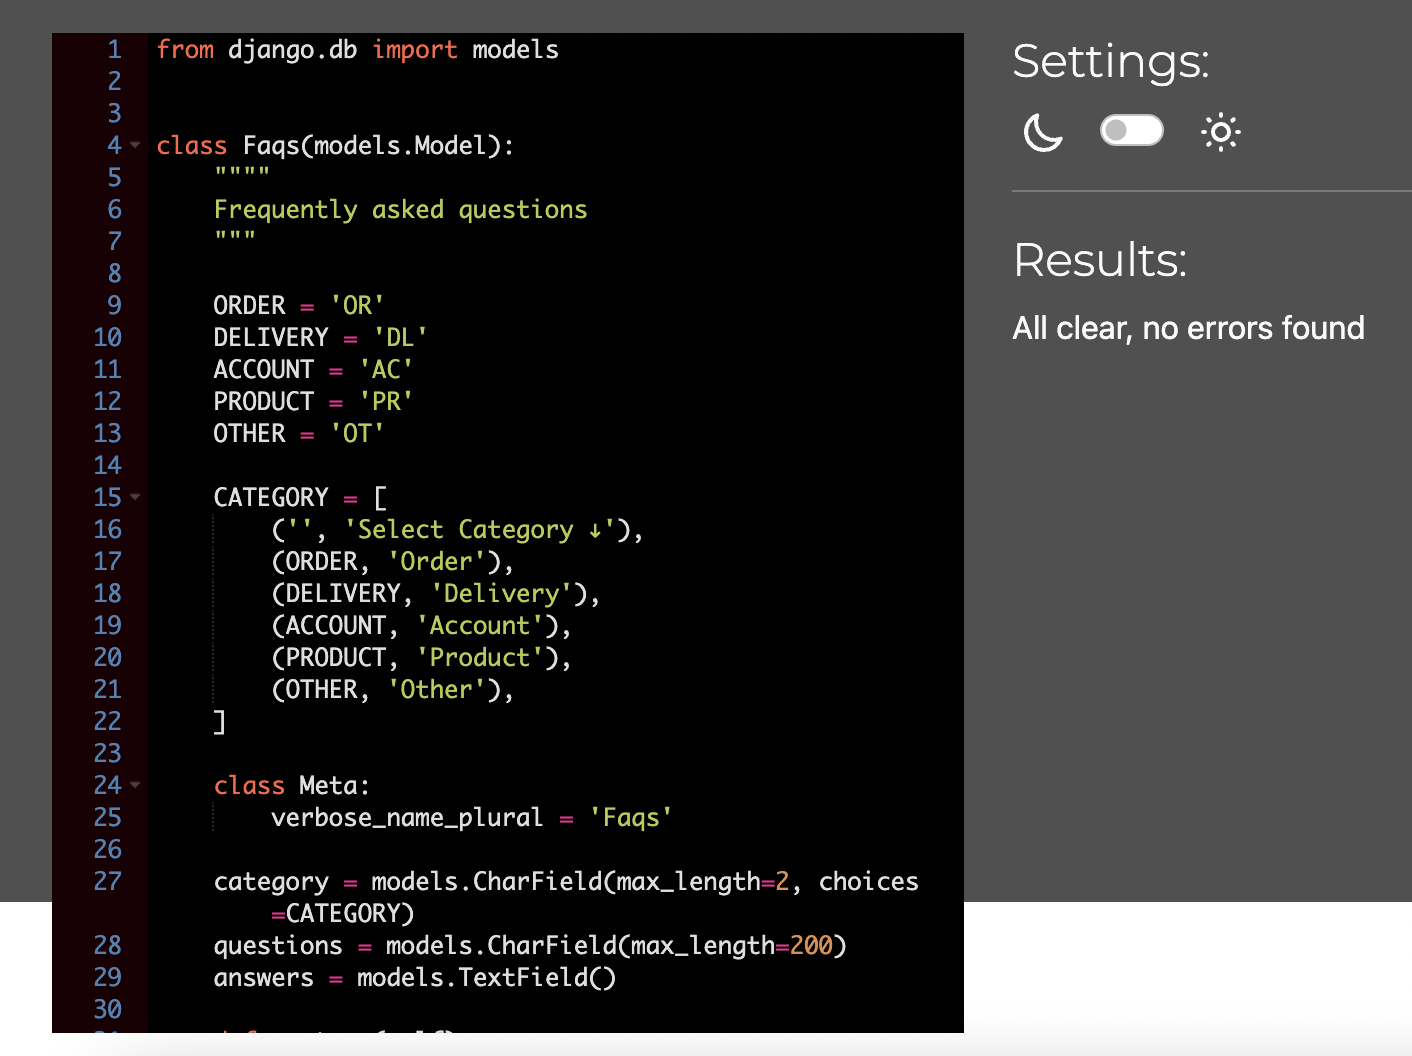 1 from django.db import models
2
3
4 class Faqs(models.Model):
5 """"
6 Frequently asked questions
7 """
8
9 ORDER = 'OR'
10 DELIVERY = 'DL'
11 ACCOUNT = 'AC'
12 PRODUCT = 'PR'
13 OTHER = 'OT'
14
15 CATEGORY = [
16 ('', 'Select Category ↓'),
17 (ORDER, 'Order'),
18 (DELIVERY, 'Delivery'),
19 (ACCOUNT, 'Account'),
20 (PRODUCT, 'Product'),
21 (OTHER, 'Other'),
22 ]
23
24 class Meta:
25 verbose_name_plural = 'Faqs'
26
27 category = models.CharField(max_length=2, choices
=CATEGORY)
28 questions = models.CharField(max_length=200)
29 answers = models.TextField()
30
Settings:
Results:
All clear, no errors found